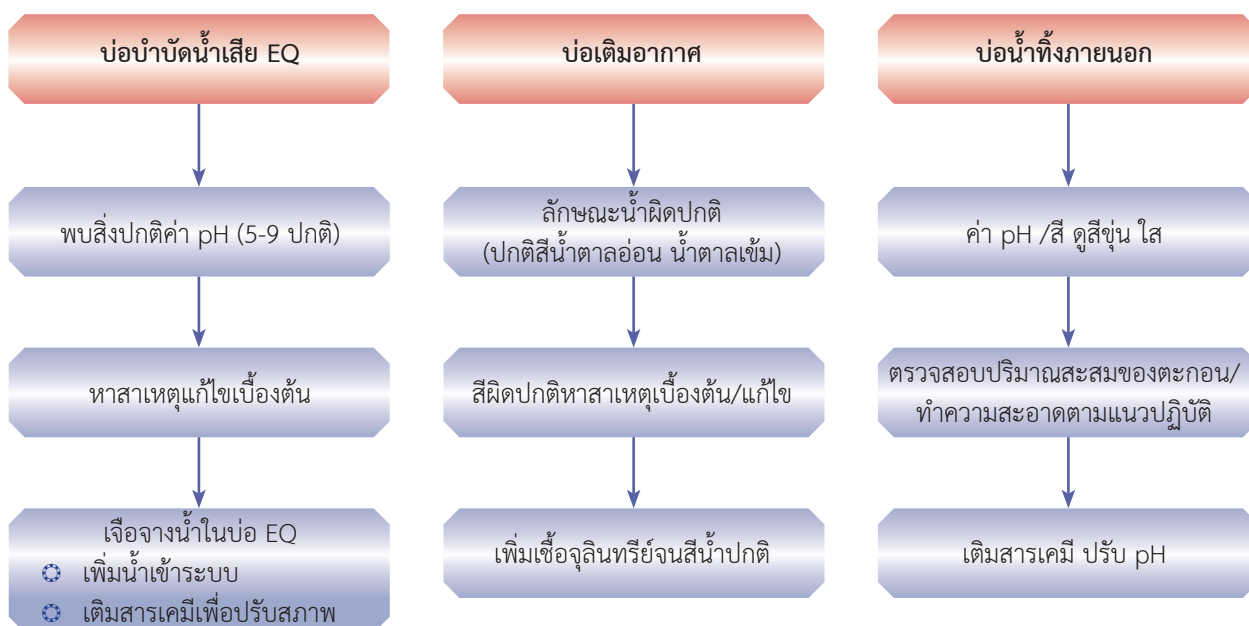 บ่อบำบัดน้ำเสีย EQ
พบสิ่งปกติค่า pH (5-9 ปกติ)
หาสาเหตุแก้ไขเบื้องต้น
เจือจางน้ำในบ่อ EQ
เพิ่มน้ำเข้าระบบ
เติมสารเคมีเพื่อปรับสภาพ
บ่อเติมอากาศ
ลักษณะน้ำผิดปกติ
(ปกติสีน้ำตาลอ่อน น้ำตาลเข้ม)
สีผิดปกติหาสาเหตุเบื้องต้น/แก้ไข
เพิ่มเชื้อจุลินทรีย์จนสีน้ำปกติ
บ่อน้ำทิ้งภายนอก
ค่า pH /สี ดูสีขุ่น ใส
ตรวจสอบปริมาณสะสมของตะกอน/
ทำความสะอาดตามแนวปฏิบัติ
เติมสารเคมี ปรับ pH